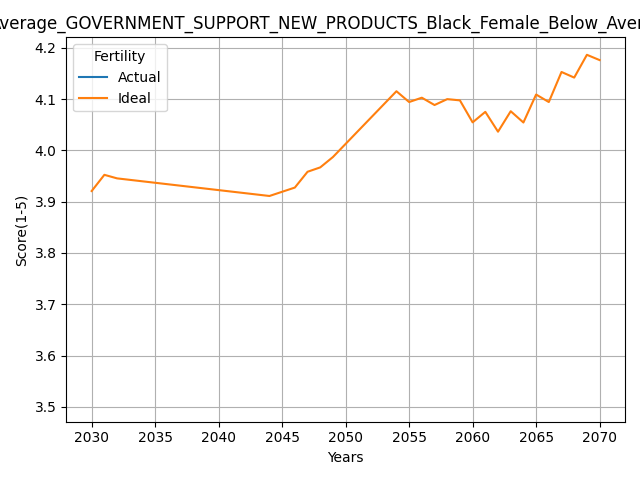 verage_GOVERNMENT_SUPPORT_NEW_PRODUCTS_Black_Female_Below_Aver
Fertility
Actual
Ideal
4.2
4.1
4.0
3.9
3.8
3.7
3.6
3.5
Score(1-5)
2030 2035 2040 2045 2050 2055 2060 2065 2070
Years